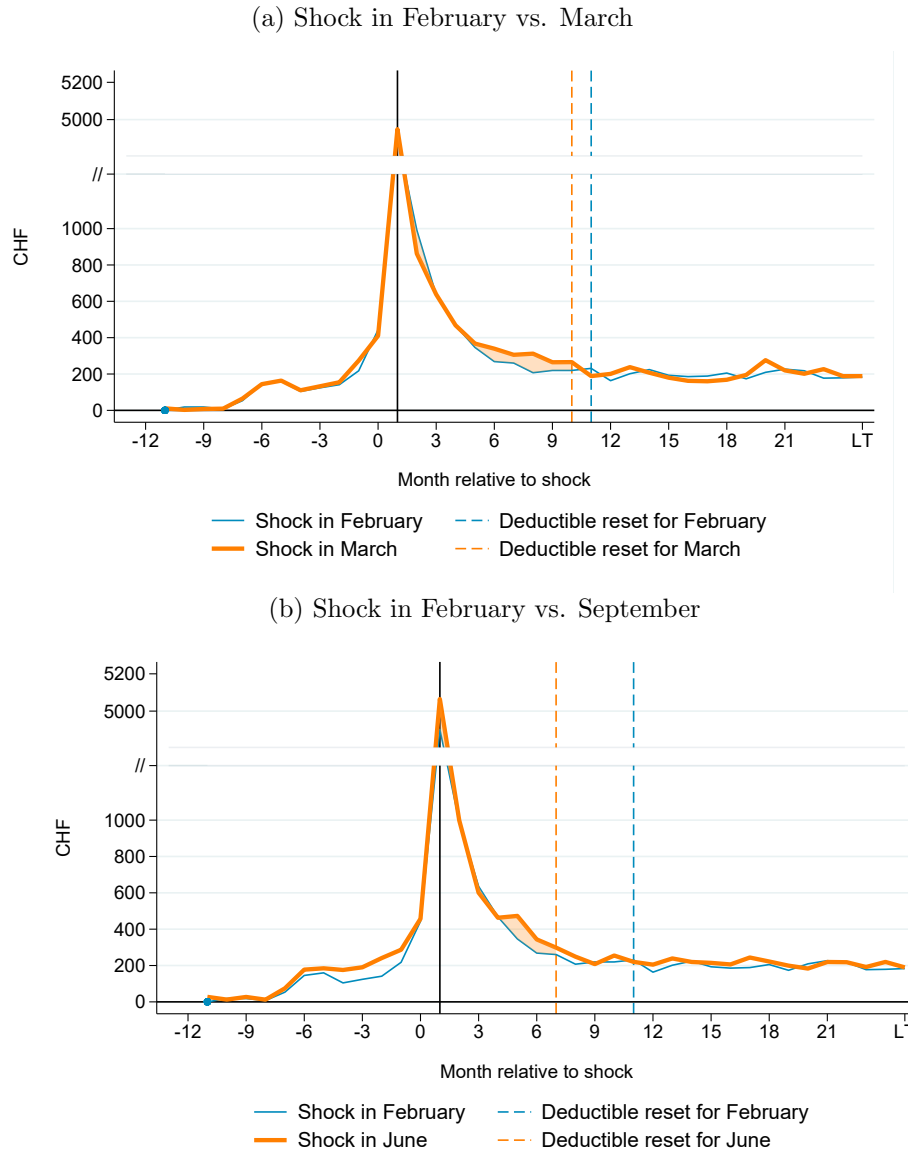 (a) Shock in February vs. March
5200
5000
//
1000
800
600
400
200
0
CHF
-12 -9 -6 -3 0 3 6 9 12 15 18 21 LT
Month relative to shock
Shock in February Deductible reset for February
Shock in March Deductible reset for March
(b) Shock in February vs. September
5200
5000
//
1000
800
600
400
200
0
CHF
-12 -9 -6 -3 0 3 6 9 12 15 18 21 LT
Month relative to shock
Shock in February Deductible reset for February
Shock in June Deductible reset for June